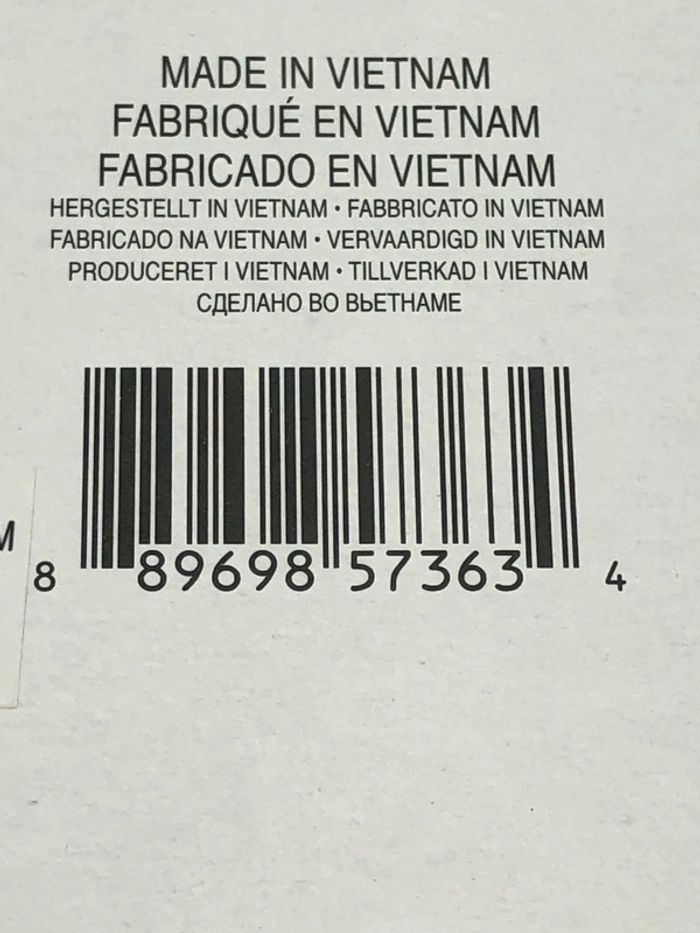 MADE IN VIETNAM
FABRIQUÉ EN VIETNAM
FABRICADO EN VIETNAM
HERGESTELLT IN VIETNAM • FABBRICATO IN VIETNAM
FABRICADO NA VIETNAM • VERVAARDIGD IN VIETNAM
PRODUCERET I VIETNAM • TILLVERKAD I VIETNAM
СДЕЛАНО ВО ВЬЕТНАМЕ
M
8 89698 57363 4